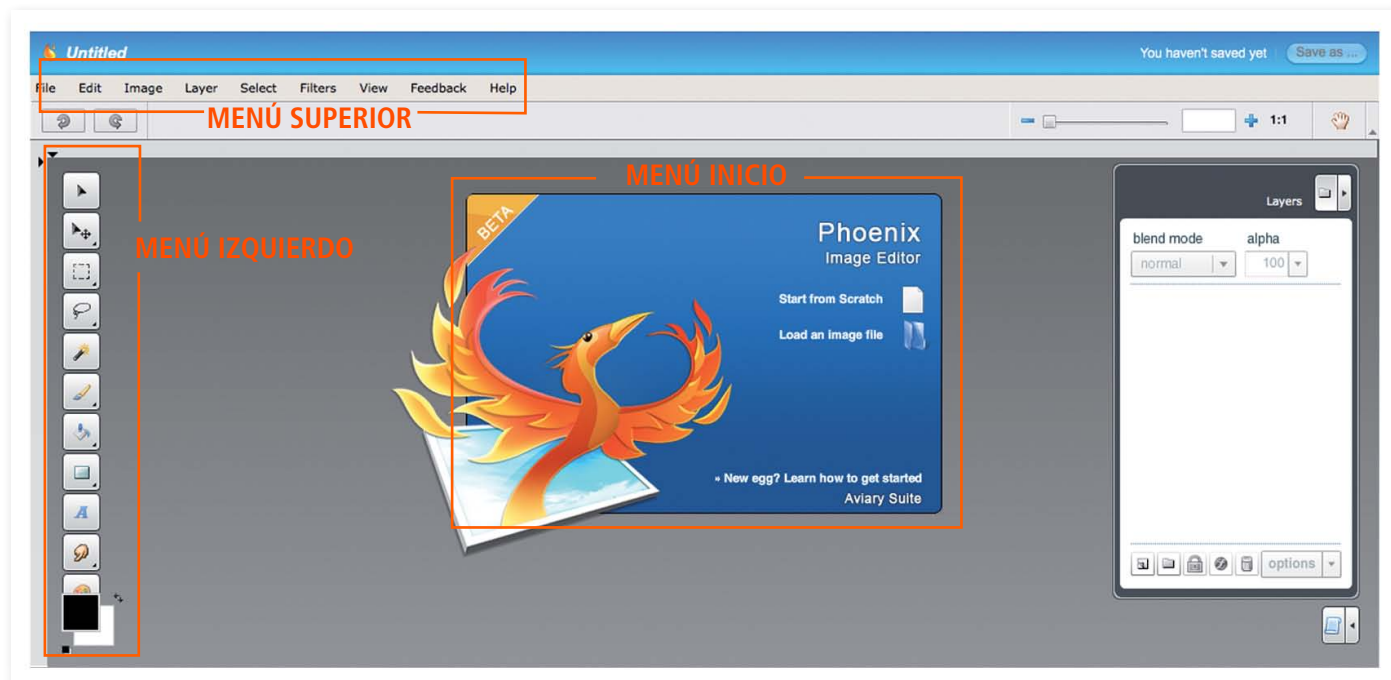 Untitled
You haven't saved yet
Save as ...
File Edit Image Layer Select Filters View Feedback Help
MENÚ SUPERIOR
1:1
MENÚ INICIO
MENÚ IZQUIERDO
BETA
Phoenix
Image Editor
Start from Scratch
Load an image file
» New egg? Learn how to get started
Aviary Suite
Layers
blend mode alpha
normal 100
A
options